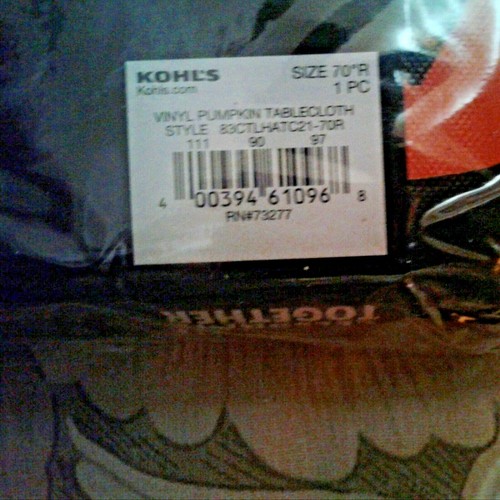 KOHL'S SIZE 70"R
Kohls.com 1 PC
VINYL PUMPKIN TABLECLOTH
STYLE 83CTLHATC21-70R
111 90 97
4 00394 61096 8
RN#73277
TOGETHER